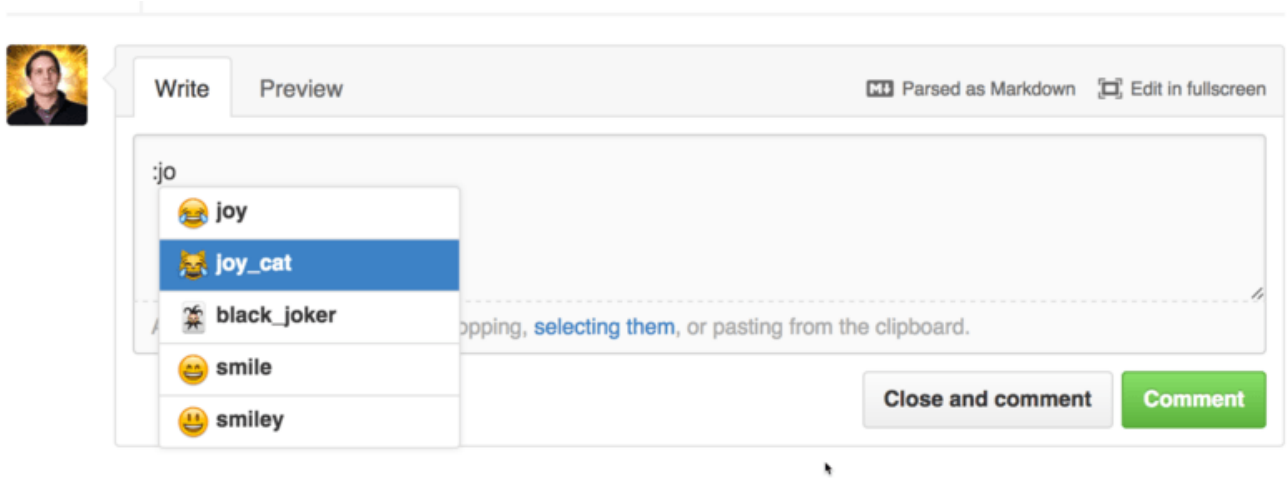 Write Preview Parsed as Markdown Edit in fullscreen
:jo
joy
joy_cat
black_joker
opping, selecting them, or pasting from the clipboard.
smile
smiley
Close and comment Comment